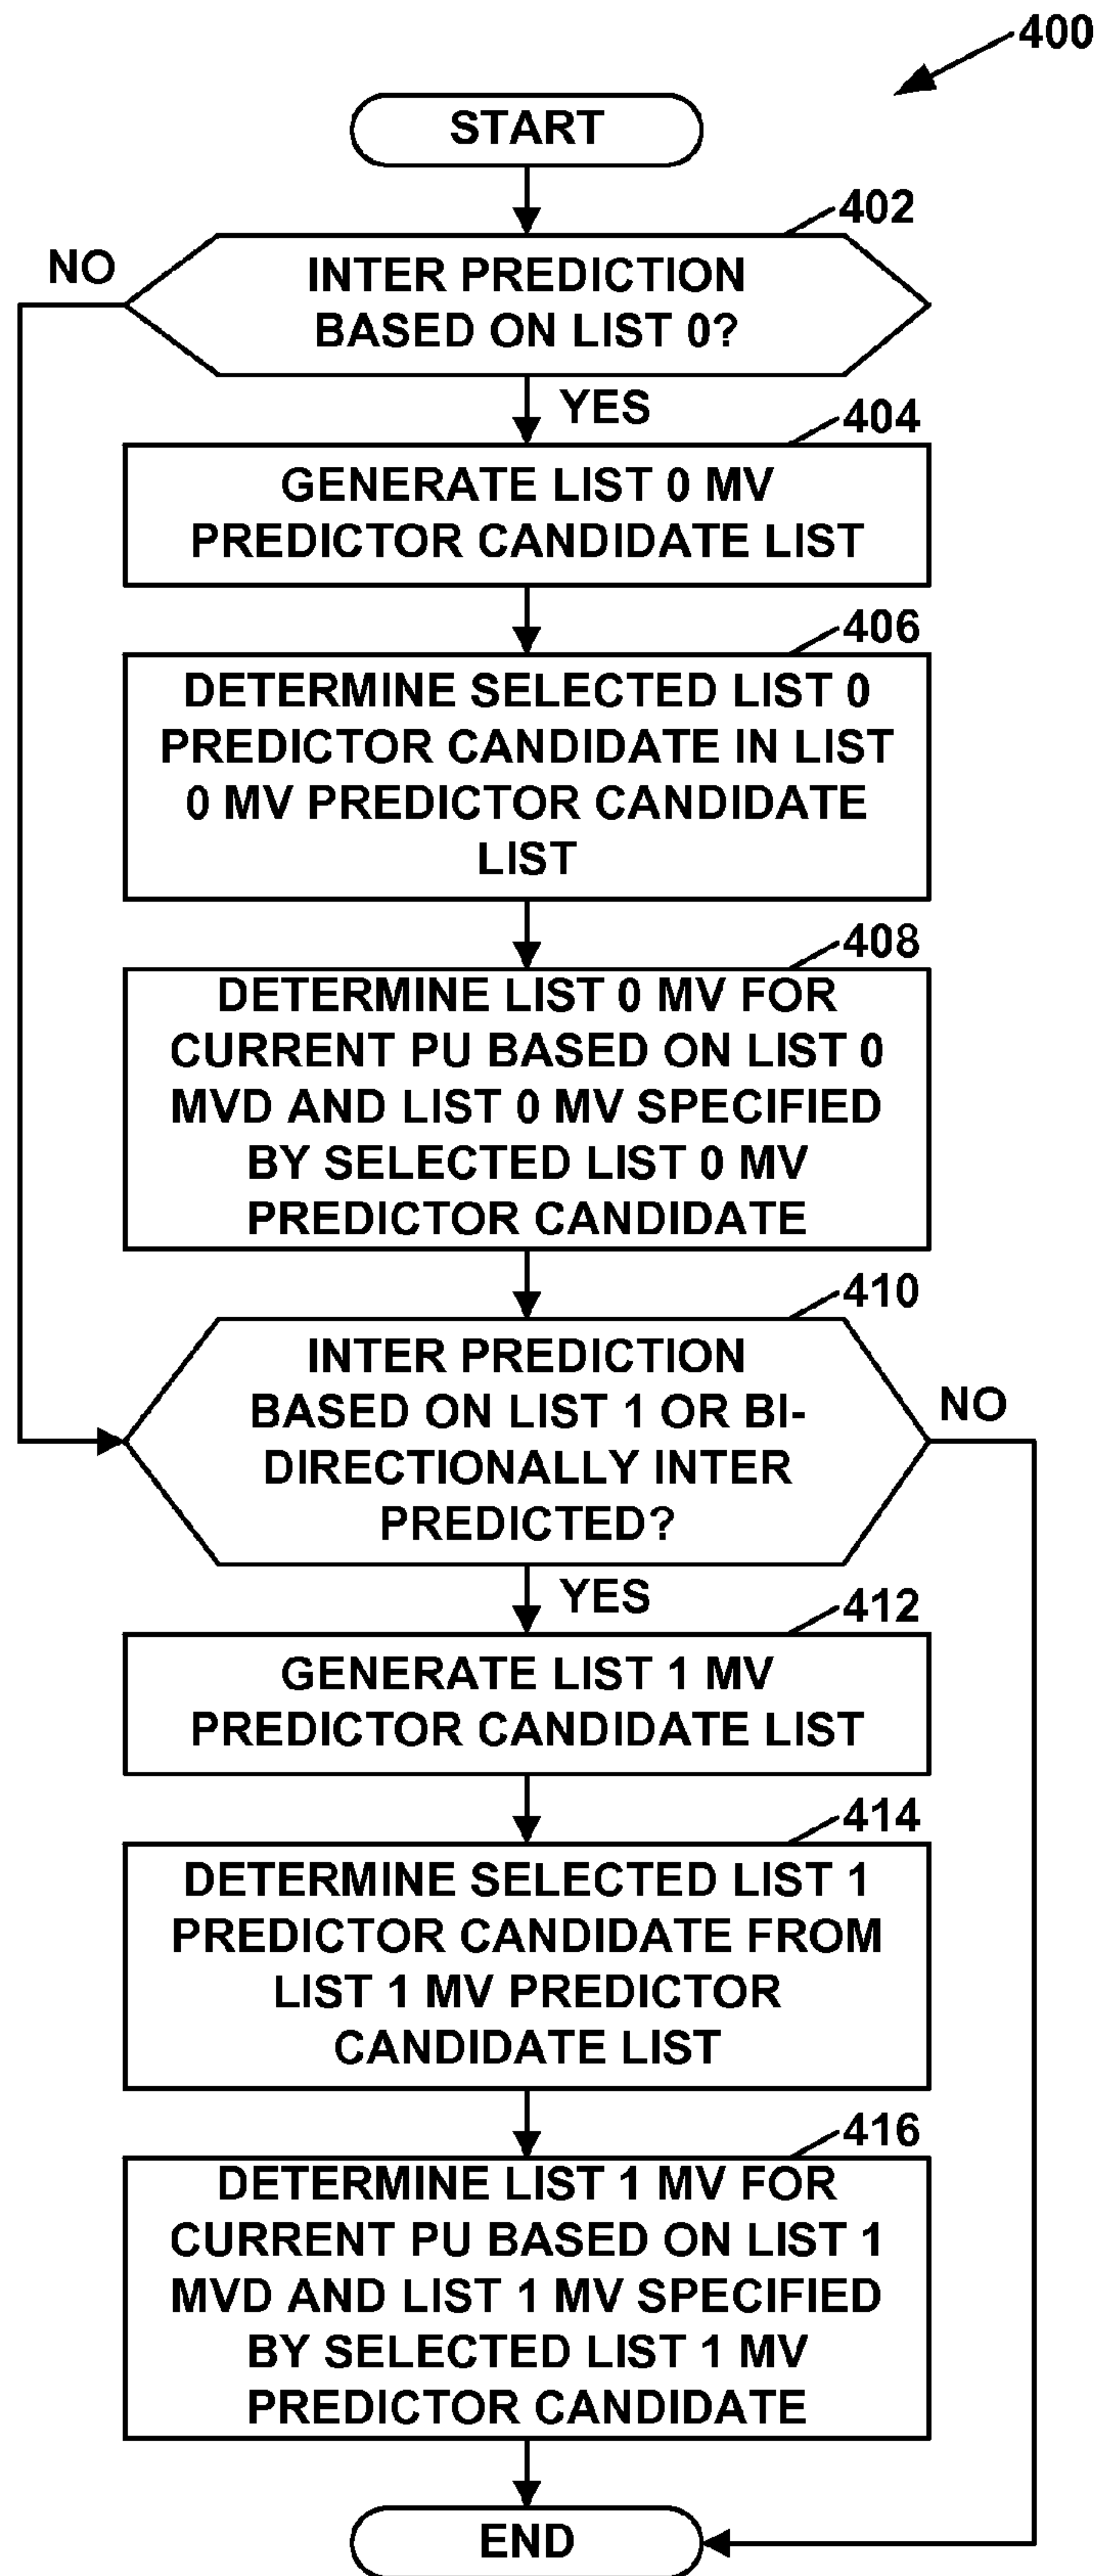 400
START
402
NO
INTER PREDICTION
BASED ON LIST 0?
YES
404
GENERATE LIST 0 MV
PREDICTOR CANDIDATE LIST
406
DETERMINE SELECTED LIST 0
PREDICTOR CANDIDATE IN LIST
0 MV PREDICTOR CANDIDATE
LIST
408
DETERMINE LIST 0 MV FOR
CURRENT PU BASED ON LIST 0
MVD AND LIST 0 MV SPECIFIED
BY SELECTED LIST 0 MV
PREDICTOR CANDIDATE
410
INTER PREDICTION
BASED ON LIST 1 OR BI-
DIRECTIONALLY INTER
PREDICTED?
NO
YES
412
GENERATE LIST 1 MV
PREDICTOR CANDIDATE LIST
414
DETERMINE SELECTED LIST 1
PREDICTOR CANDIDATE FROM
LIST 1 MV PREDICTOR
CANDIDATE LIST
416
DETERMINE LIST 1 MV FOR
CURRENT PU BASED ON LIST 1
MVD AND LIST 1 MV SPECIFIED
BY SELECTED LIST 1 MV
PREDICTOR CANDIDATE
END